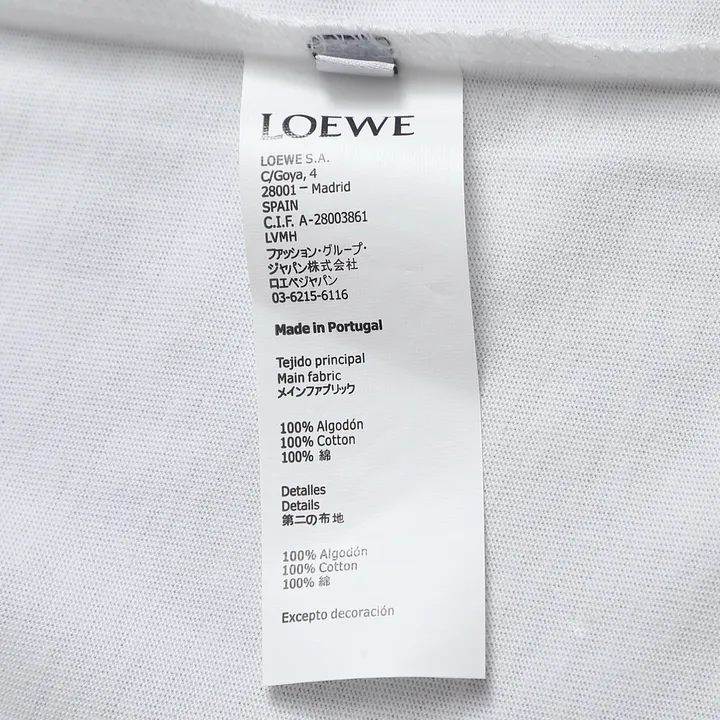 LOEWE
LOEWE S.A.
C/Goya, 4
28001 – Madrid
SPAIN
C.I.F. A-28003861
LVMH
ファッション・グループ・
ジャパン株式会社
ロエベジャパン
03-6215-6116
Made in Portugal
Tejido principal
Main fabric
メインファブリック
100% Algodón
100% Cotton
100% 綿
Detalles
Details
第二の布地
100% Algodón
100% Cotton
100% 綿
Excepto decoración